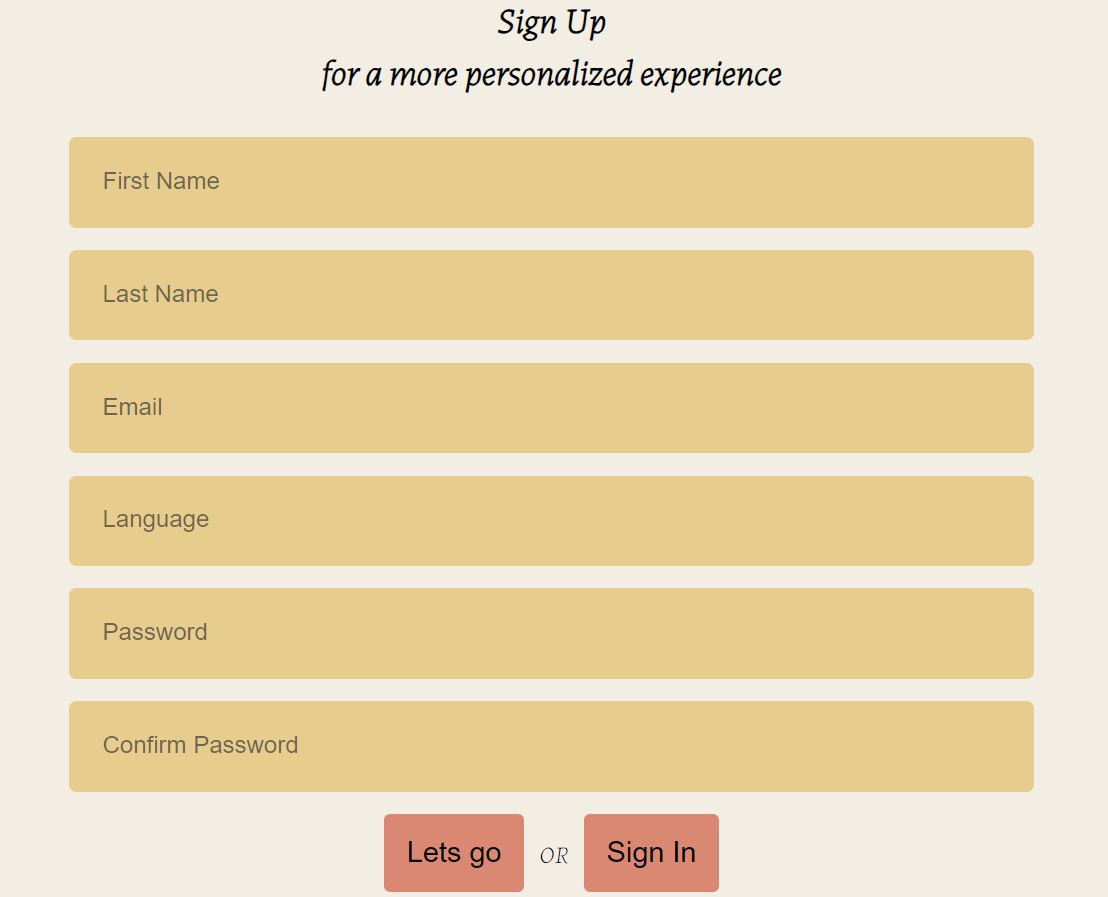 Sign Up
for a more personalized experience
First Name
Last Name
Email
Language
Password
Confirm Password
Lets go OR Sign In